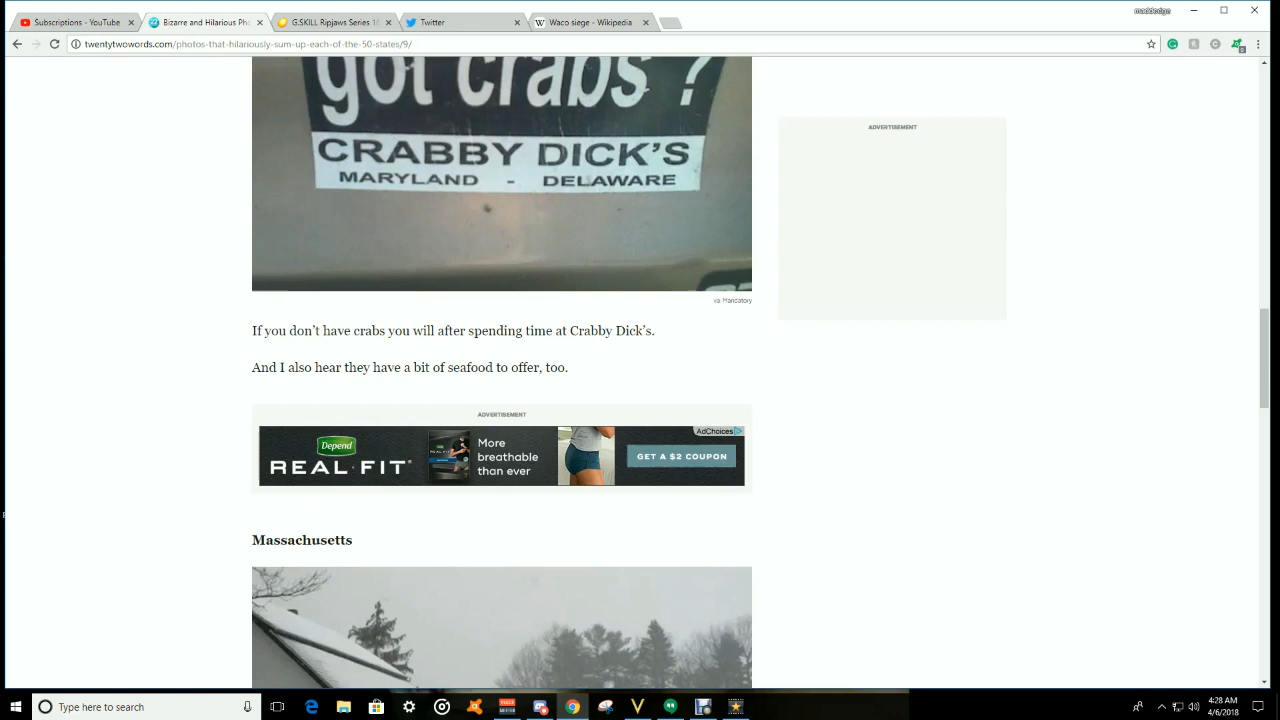 maddodge
Subscriptions - YouTube
Bizarre and Hilarious Ph
G.SKILL Ripjaws Series 1
Twitter
Waco siege - Wikipedia
twentytwowords.com/photos-that-hilariously-sum-up-each-of-the-50-states/9/
got crabs ?
CRABBY DICK'S
MARYLAND - DELAWARE
ADVERTISEMENT
via: Mandatory
If you don't have crabs you will after spending time at Crabby Dick's.
And I also hear they have a bit of seafood to offer, too.
ADVERTISEMENT
AdChoices
Depend
REAL·FIT®
More
breathable
than ever
GET A $2 COUPON
Massachusetts
Type here to search
4:28 AM
4/6/2018